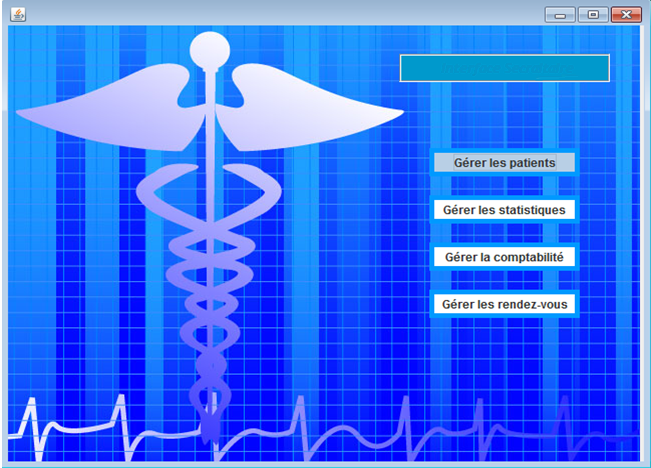 Gérer les patients
Gérer les statistiques
Gérer la comptabilité
Gérer les rendez-vous